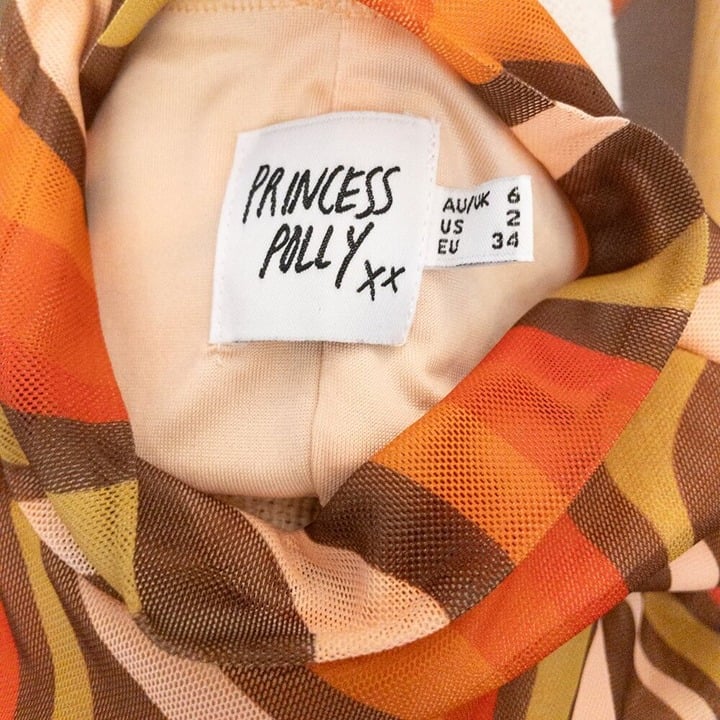 PRINCESS
POLLY
XX
AU/UK 6
US 2
EU 34